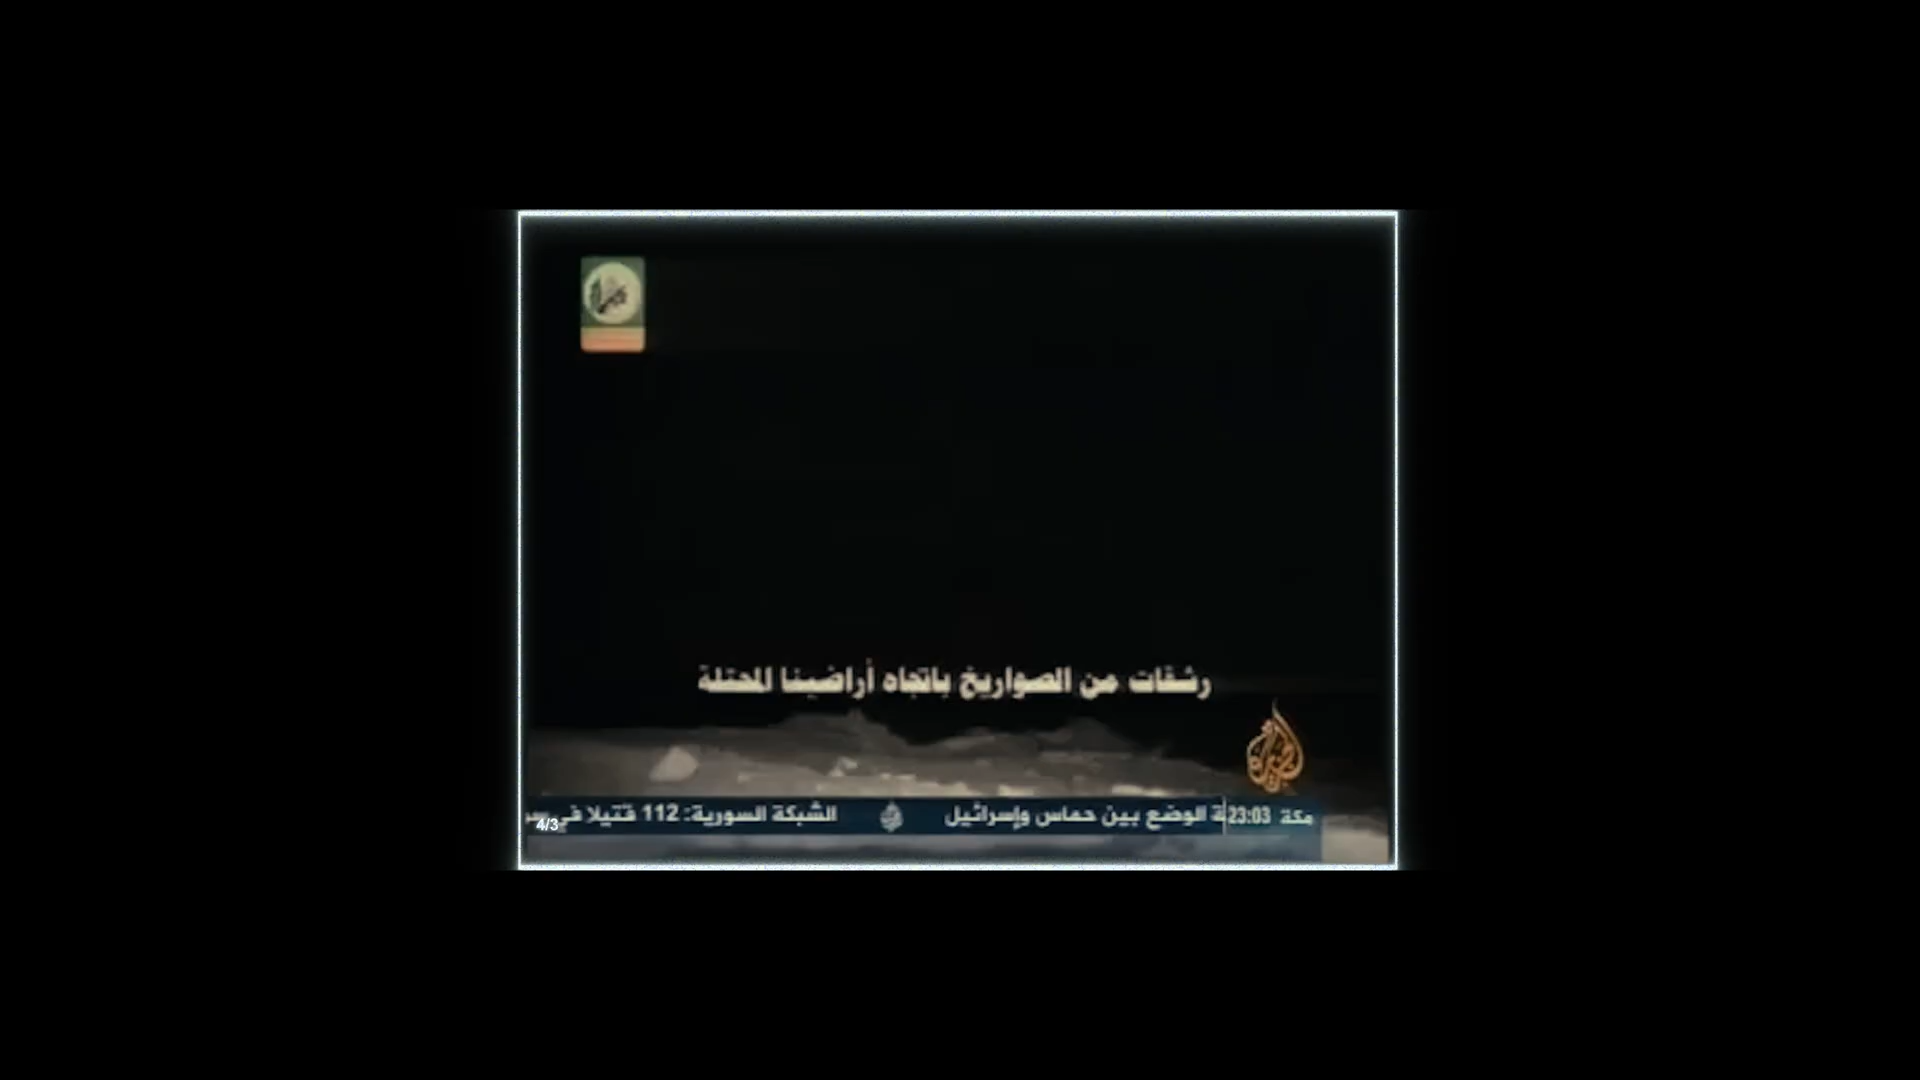 رشقات من الصواريخ باتجاه أراضينا المحتلة
مكة 23:03
ة الوضع بين حماس وإسرائيل
الشبكة السورية: 112 قتيلا في سو
4/3